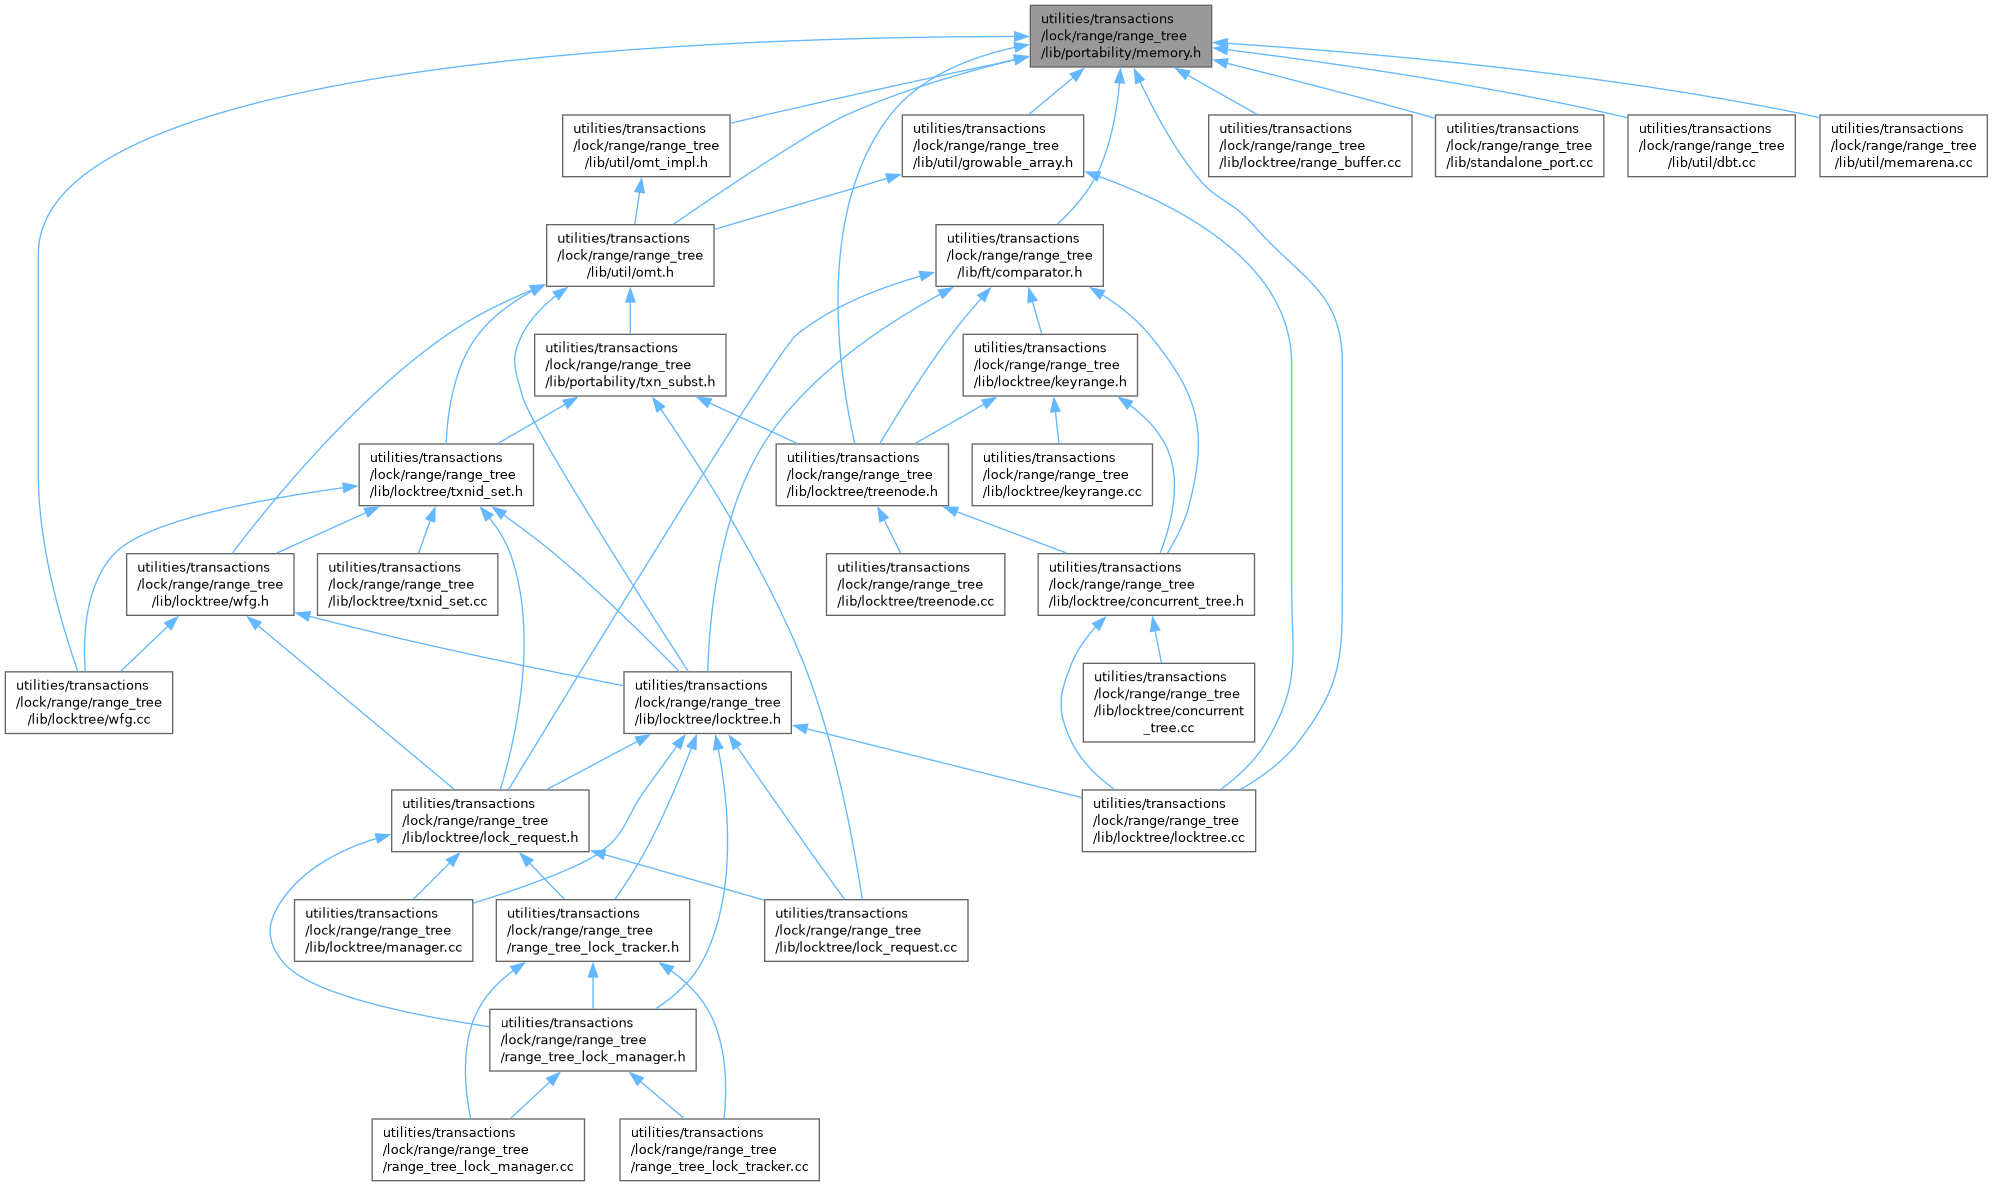 utilities/transactions
/lock/range/range_tree
/lib/portability/memory.h
utilities/transactions
/lock/range/range_tree
/lib/util/omt_impl.h
utilities/transactions
/lock/range/range_tree
/lib/util/growable_array.h
utilities/transactions
/lock/range/range_tree
/lib/locktree/range_buffer.cc
utilities/transactions
/lock/range/range_tree
/lib/standalone_port.cc
utilities/transactions
/lock/range/range_tree
/lib/util/dbt.cc
utilities/transactions
/lock/range/range_tree
/lib/util/memarena.cc
utilities/transactions
/lock/range/range_tree
/lib/util/omt.h
utilities/transactions
/lock/range/range_tree
/lib/ft/comparator.h
utilities/transactions
/lock/range/range_tree
/lib/portability/txn_subst.h
utilities/transactions
/lock/range/range_tree
/lib/locktree/keyrange.h
utilities/transactions
/lock/range/range_tree
/lib/locktree/txnid_set.h
utilities/transactions
/lock/range/range_tree
/lib/locktree/treenode.h
utilities/transactions
/lock/range/range_tree
/lib/locktree/keyrange.cc
utilities/transactions
/lock/range/range_tree
/lib/locktree/wfg.h
utilities/transactions
/lock/range/range_tree
/lib/locktree/txnid_set.cc
utilities/transactions
/lock/range/range_tree
/lib/locktree/treenode.cc
utilities/transactions
/lock/range/range_tree
/lib/locktree/concurrent_tree.h
utilities/transactions
/lock/range/range_tree
/lib/locktree/wfg.cc
utilities/transactions
/lock/range/range_tree
/lib/locktree/locktree.h
utilities/transactions
/lock/range/range_tree
/lib/locktree/concurrent
_tree.cc
utilities/transactions
/lock/range/range_tree
/lib/locktree/lock_request.h
utilities/transactions
/lock/range/range_tree
/lib/locktree/locktree.cc
utilities/transactions
/lock/range/range_tree
/lib/locktree/manager.cc
utilities/transactions
/lock/range/range_tree
/range_tree_lock_tracker.h
utilities/transactions
/lock/range/range_tree
/lib/locktree/lock_request.cc
utilities/transactions
/lock/range/range_tree
/range_tree_lock_manager.h
utilities/transactions
/lock/range/range_tree
/range_tree_lock_manager.cc
utilities/transactions
/lock/range/range_tree
/range_tree_lock_tracker.cc